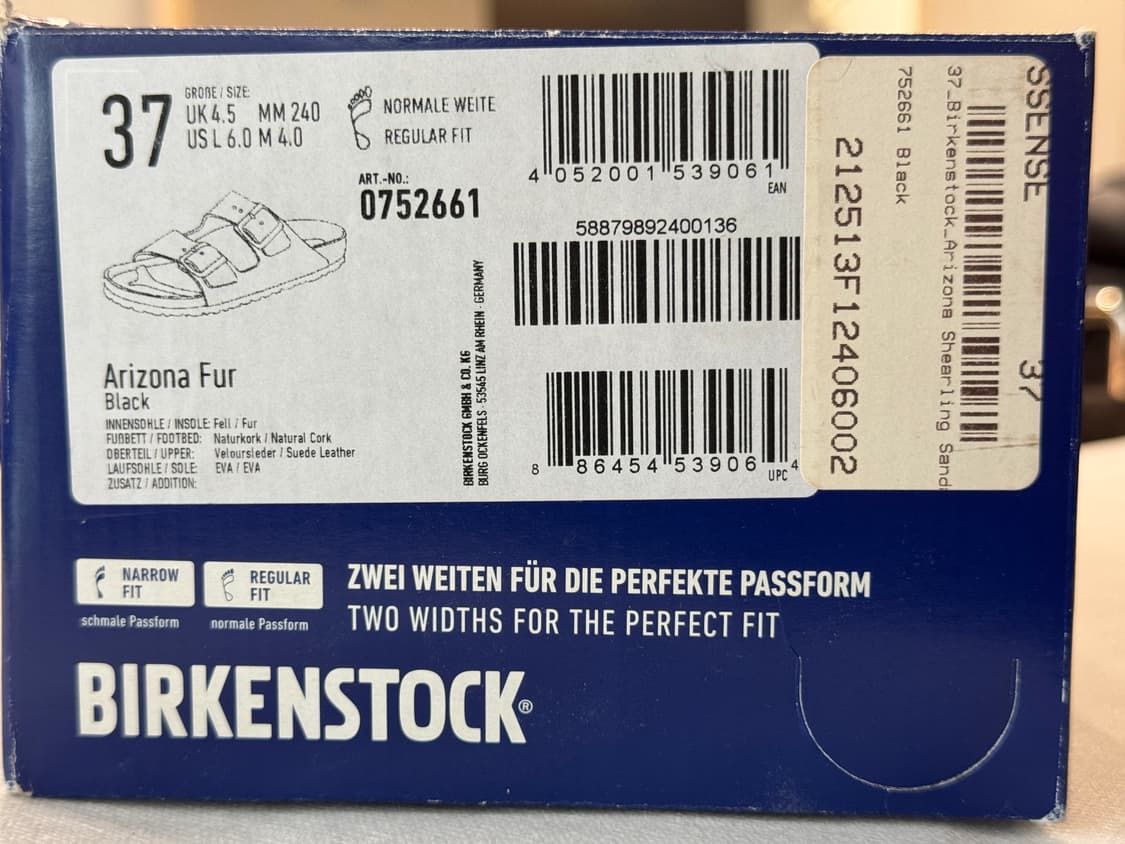 37
GRÖßE / SIZE:
UK 4.5 MM 240
US L 6.0 M 4.0
NORMALE WEITE
REGULAR FIT
ART.-NO.:
0752661
Arizona Fur
Black
INNENSOHLE / INSOLE: Fell / Fur
FUßBETT / FOOTBED: Naturkork / Natural Cork
OBERTEIL / UPPER: Veloursleder / Suede Leather
LAUFSOHLE / SOLE: EVA / EVA
ZUSATZ / ADDITION:
BIRKENSTOCK GMBH & CO. KG
BURG OCKENFELS · 53545 LINZ AM RHEIN · GERMANY
4 052001 539061
EAN
58879892400136
8 86454 53906 4
UPC
SSENSE
37
37_Birkenstock_Arizona Shearling Sand
752661 Black
212513F12406002
NARROW
FIT
schmale Passform
REGULAR
FIT
normale Passform
ZWEI WEITEN FÜR DIE PERFEKTE PASSFORM
TWO WIDTHS FOR THE PERFECT FIT
BIRKENSTOCK®